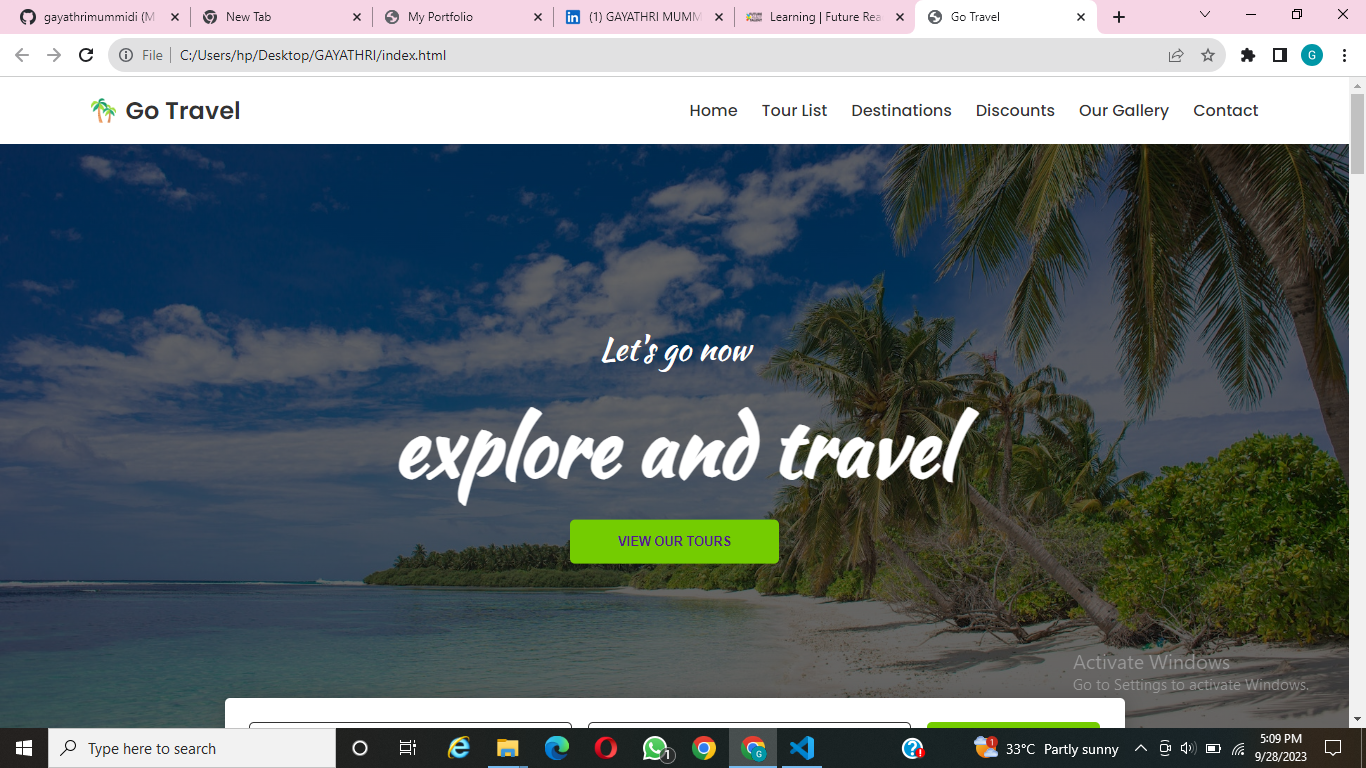 gayathrimummidi (M
New Tab
My Portfolio
(1) GAYATHRI MUMM
Learning | Future Rea
Go Travel
File
C:/Users/hp/Desktop/GAYATHRI/index.html
G
Go Travel
Home
Tour List
Destinations
Discounts
Our Gallery
Contact
Let's go now
explore and travel
VIEW OUR TOURS
Activate Windows
Go to Settings to activate Windows.
Type here to search
1
G
1
33°C Partly sunny
5:09 PM
9/28/2023